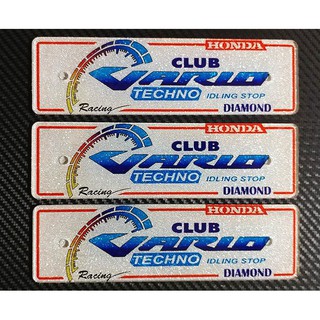 HONDA
CLUB
VARIO
TECHNO IDLING STOP
Racing DIAMOND
HONDA
CLUB
VARIO
TECHNO IDLING STOP
Racing DIAMOND
HONDA
CLUB
VARIO
TECHNO IDLING STOP
Racing DIAMOND